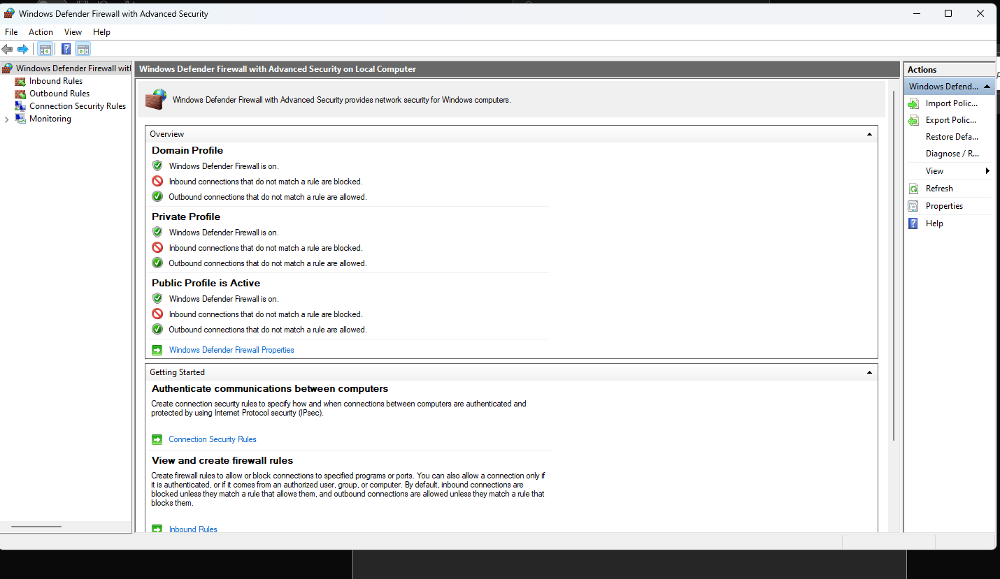 Windows Defender Firewall with Advanced Security
File Action View Help
Windows Defender Firewall wit
Inbound Rules
Outbound Rules
Connection Security Rules
Monitoring
Windows Defender Firewall with Advanced Security on Local Computer
Windows Defender Firewall with Advanced Security provides network security for Windows computers.
Overview
Domain Profile
Windows Defender Firewall is on.
Inbound connections that do not match a rule are blocked.
Outbound connections that do not match a rule are allowed.
Private Profile
Windows Defender Firewall is on.
Inbound connections that do not match a rule are blocked.
Outbound connections that do not match a rule are allowed.
Public Profile is Active
Windows Defender Firewall is on.
Inbound connections that do not match a rule are blocked.
Outbound connections that do not match a rule are allowed.
Windows Defender Firewall Properties
Getting Started
Authenticate communications between computers
Create connection security rules to specify how and when connections between computers are authenticated and
protected by using Internet Protocol security (IPsec).
Connection Security Rules
View and create firewall rules
Create firewall rules to allow or block connections to specified programs or ports. You can also allow a connection only if
it is authenticated, or if it comes from an authorized user, group, or computer. By default, inbound connections are
blocked unless they match a rule that allows them, and outbound connections are allowed unless they match a rule that
blocks them.
Inbound Rules
Actions
Windows Defend...
Import Polic...
Export Polic...
Restore Defa...
Diagnose / R...
View
Refresh
Properties
Help